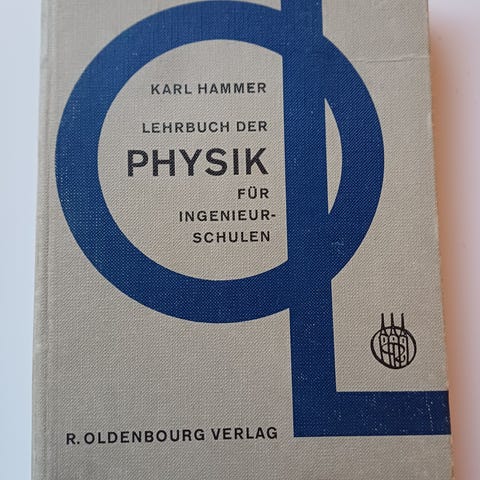 KARL HAMMER
LEHRBUCH DER
PHYSIK
FÜR
INGENIEUR-
SCHULEN
R. OLDENBOURG VERLAG